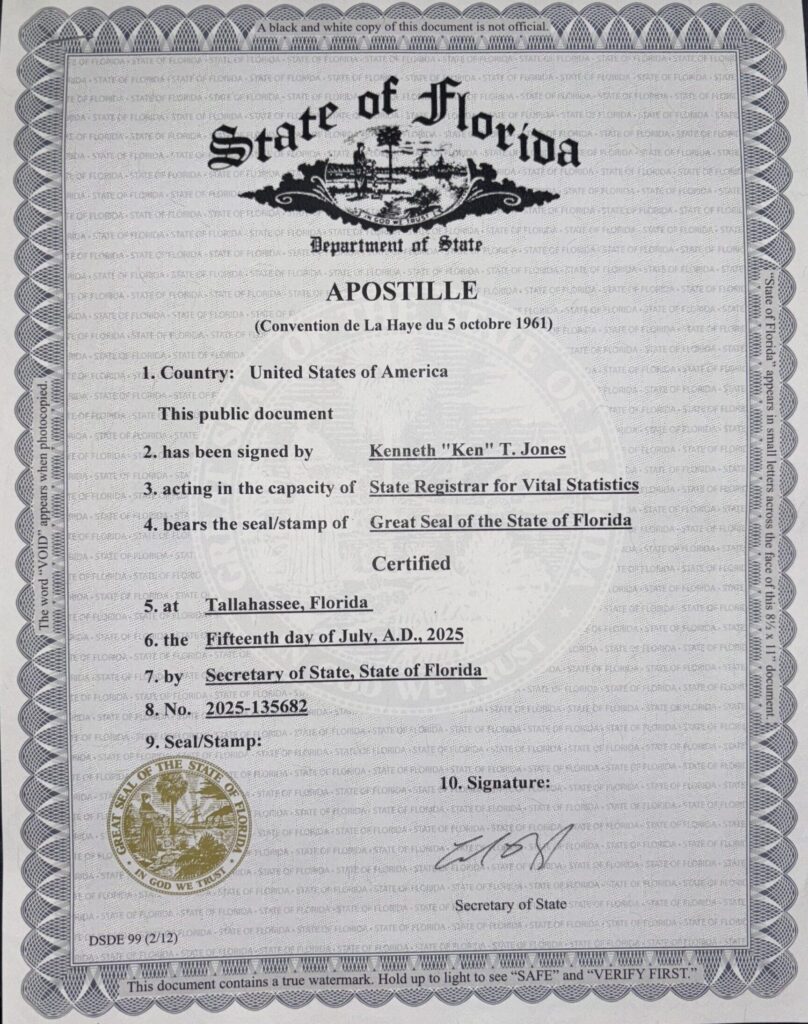 A black and white copy of this document is not official.
State of Florida
IN GOD WE TRUST
Department of State
APOSTILLE
(Convention de La Haye du 5 octobre 1961)
1. Country: United States of America
This public document
2. has been signed by Kenneth "Ken" T. Jones
3. acting in the capacity of State Registrar for Vital Statistics
4. bears the seal/stamp of Great Seal of the State of Florida
Certified
5. at Tallahassee, Florida
6. the Fifteenth day of July, A.D., 2025
7. by Secretary of State, State of Florida
8. No. 2025-135682
9. Seal/Stamp:
GREAT SEAL OF THE STATE OF FLORIDA
• IN GOD WE TRUST •
10. Signature:
Secretary of State
DSDE 99 (2/12)
The word "VOID" appears when photocopied.
"State of Florida" appears in small letters across the face of this 8½ x 11" document.
This document contains a true watermark. Hold up to light to see "SAFE" and "VERIFY FIRST."